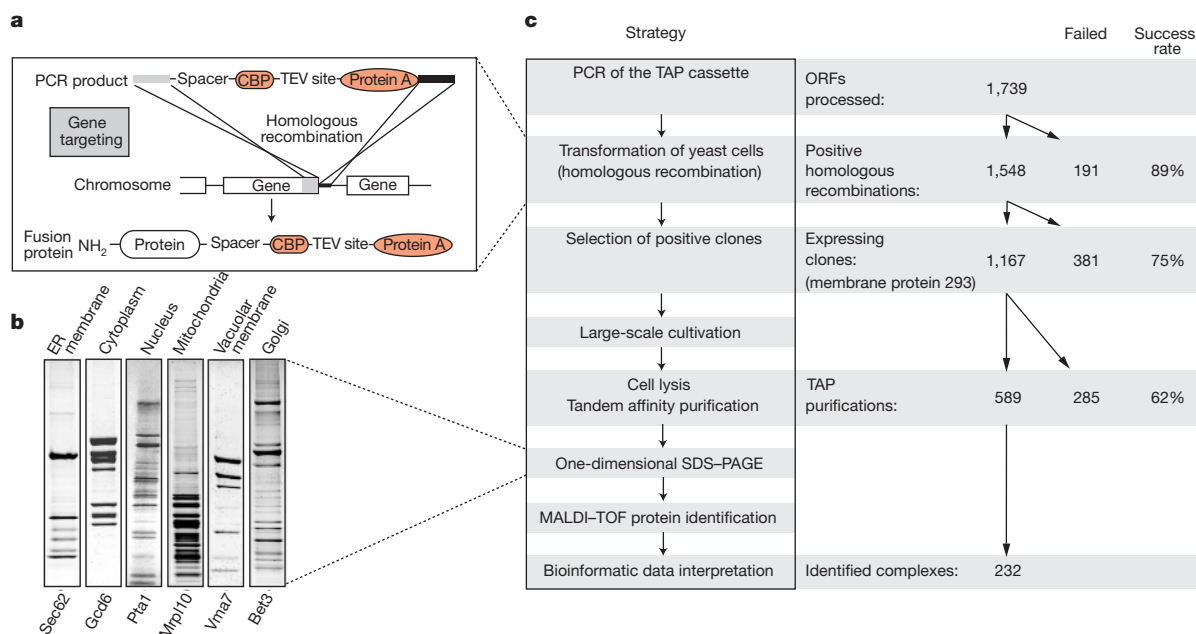 a
PCR product
Spacer
CBP
TEV site
Protein A
Gene
targeting
Homologous
recombination
Chromosome
Gene
Gene
Fusion
protein
NH2
Protein
Spacer
CBP
TEV site
Protein A
b
ER
membrane
Cytoplasm
Nucleus
Mitochondria
Vacuolar
membrane
Golgi
Sec62
Gcd6
Pta1
Mrpl10
Vma7
Bet3
c
Strategy
Failed
Success
rate
PCR of the TAP cassette
ORFs
processed:
1,739
Transformation of yeast cells
(homologous recombination)
Positive
homologous
recombinations:
1,548
191
89%
Selection of positive clones
Expressing
clones:
(membrane protein 293)
1,167
381
75%
Large-scale cultivation
Cell lysis
Tandem affinity purification
TAP
purifications:
589
285
62%
One-dimensional SDS–PAGE
MALDI–TOF protein identification
Bioinformatic data interpretation
Identified complexes:
232